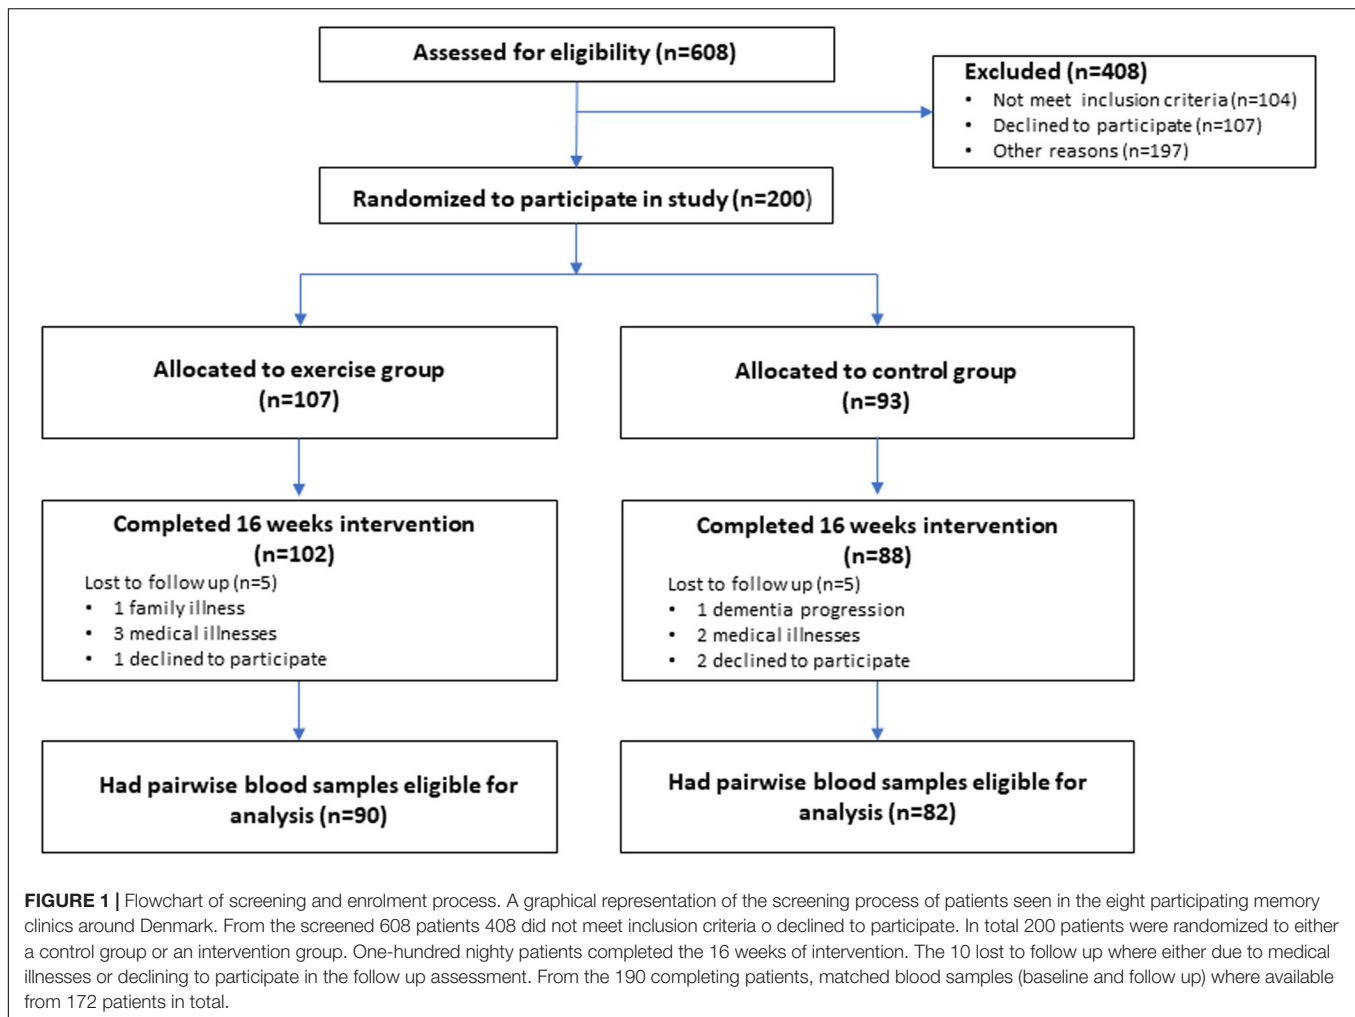 Assessed for eligibility (n=608)
Excluded (n=408)
• Not meet inclusion criteria (n=104)
• Declined to participate (n=107)
• Other reasons (n=197)
Randomized to participate in study (n=200)
Allocated to exercise group
(n=107)
Allocated to control group
(n=93)
Completed 16 weeks intervention
(n=102)
Lost to follow up (n=5)
• 1 family illness
• 3 medical illnesses
• 1 declined to participate
Completed 16 weeks intervention
(n=88)
Lost to follow up (n=5)
• 1 dementia progression
• 2 medical illnesses
• 2 declined to participate
Had pairwise blood samples eligible for
analysis (n=90)
Had pairwise blood samples eligible for
analysis (n=82)
FIGURE 1 | Flowchart of screening and enrolment process. A graphical representation of the screening process of patients seen in the eight participating memory
clinics around Denmark. From the screened 608 patients 408 did not meet inclusion criteria o declined to participate. In total 200 patients were randomized to either
a control group or an intervention group. One-hundred nighty patients completed the 16 weeks of intervention. The 10 lost to follow up where either due to medical
illnesses or declining to participate in the follow up assessment. From the 190 completing patients, matched blood samples (baseline and follow up) where available
from 172 patients in total.